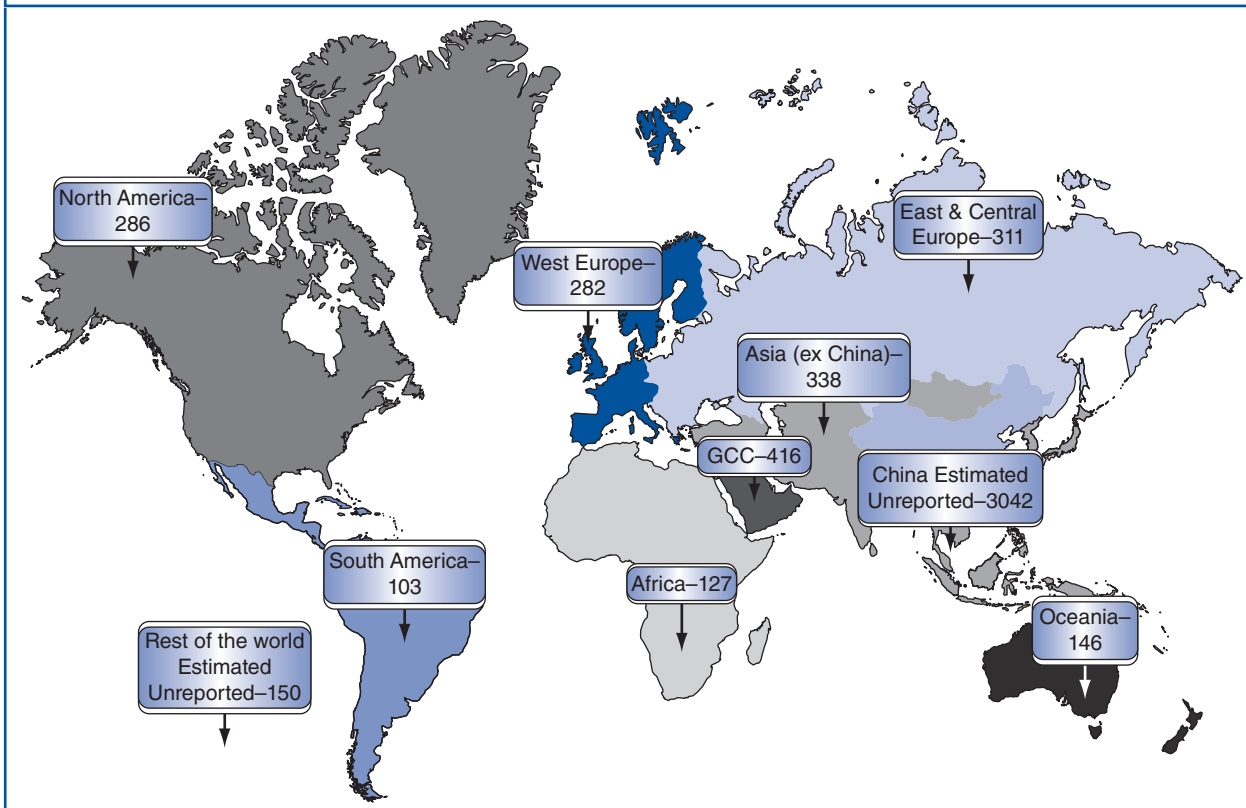 North America–
286
East & Central
Europe–311
West Europe–
282
Asia (ex China)–
338
GCC–416
China Estimated
Unreported–3042
South America–
103
Africa–127
Rest of the world
Estimated
Unreported–150
Oceania–
146